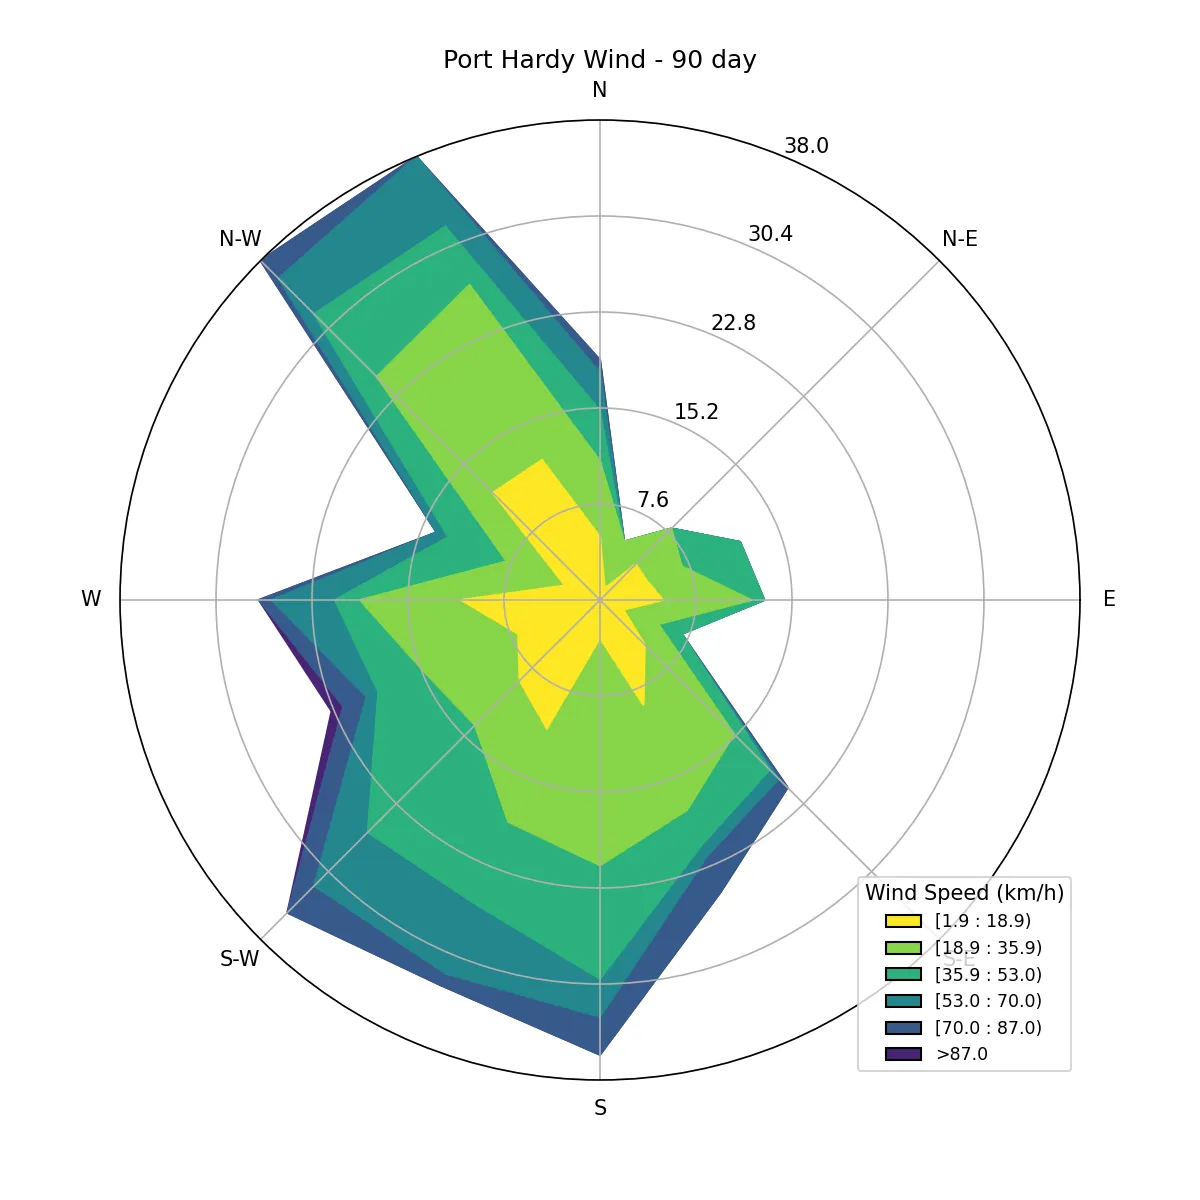 Port Hardy Wind - 90 day
N
38.0
N-W
30.4
N-E
22.8
15.2
7.6
W
E
S-W
S-E
S
Wind Speed (km/h)
[1.9 : 18.9)
[18.9 : 35.9)
[35.9 : 53.0)
[53.0 : 70.0)
[70.0 : 87.0)
>87.0